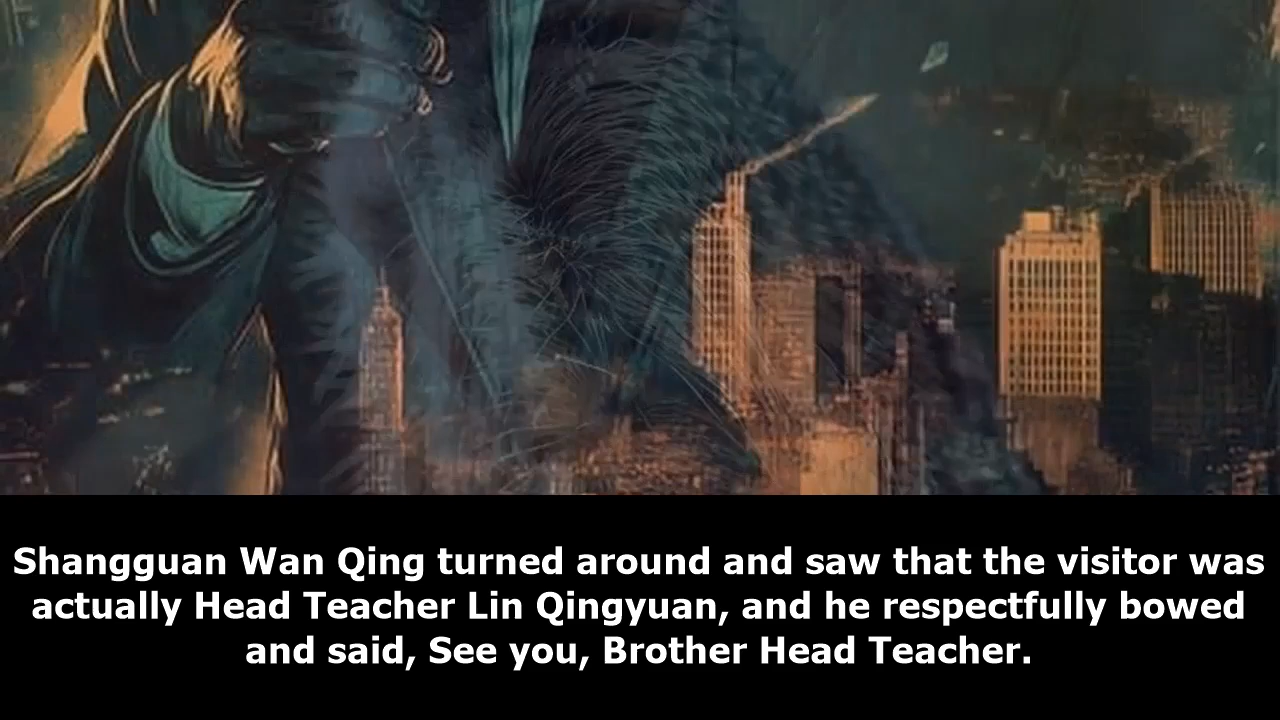 Shangguan Wan Qing turned around and saw that the visitor was
actually Head Teacher Lin Qingyuan, and he respectfully bowed
and said, See you, Brother Head Teacher.